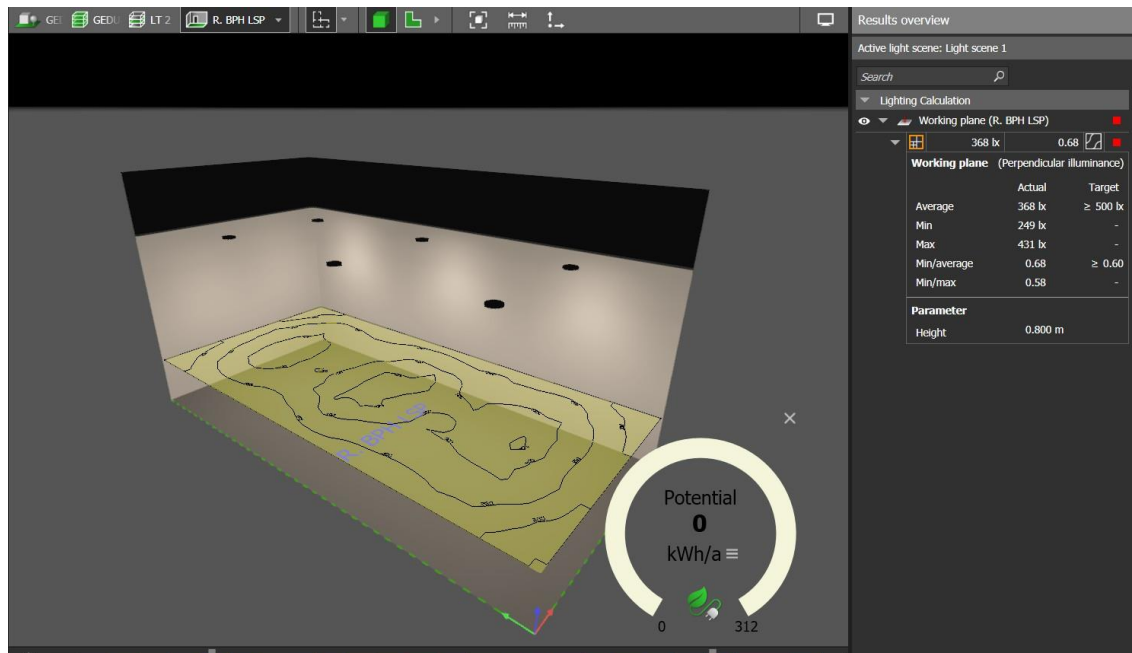 GEI
GEDU
LT 2
R. BPH LSP
Results overview
Active light scene: Light scene 1
Search
Lighting Calculation
Working plane (R. BPH LSP)
368 lx 0.68
Working plane (Perpendicular illuminance)
Actual Target
Average 368 lx ≥ 500 lx
Min 249 lx -
Max 431 lx -
Min/average 0.68 ≥ 0.60
Min/max 0.58 -
Parameter
Height 0.800 m
R. BPH LSP
Potential
0
kWh/a
0 312